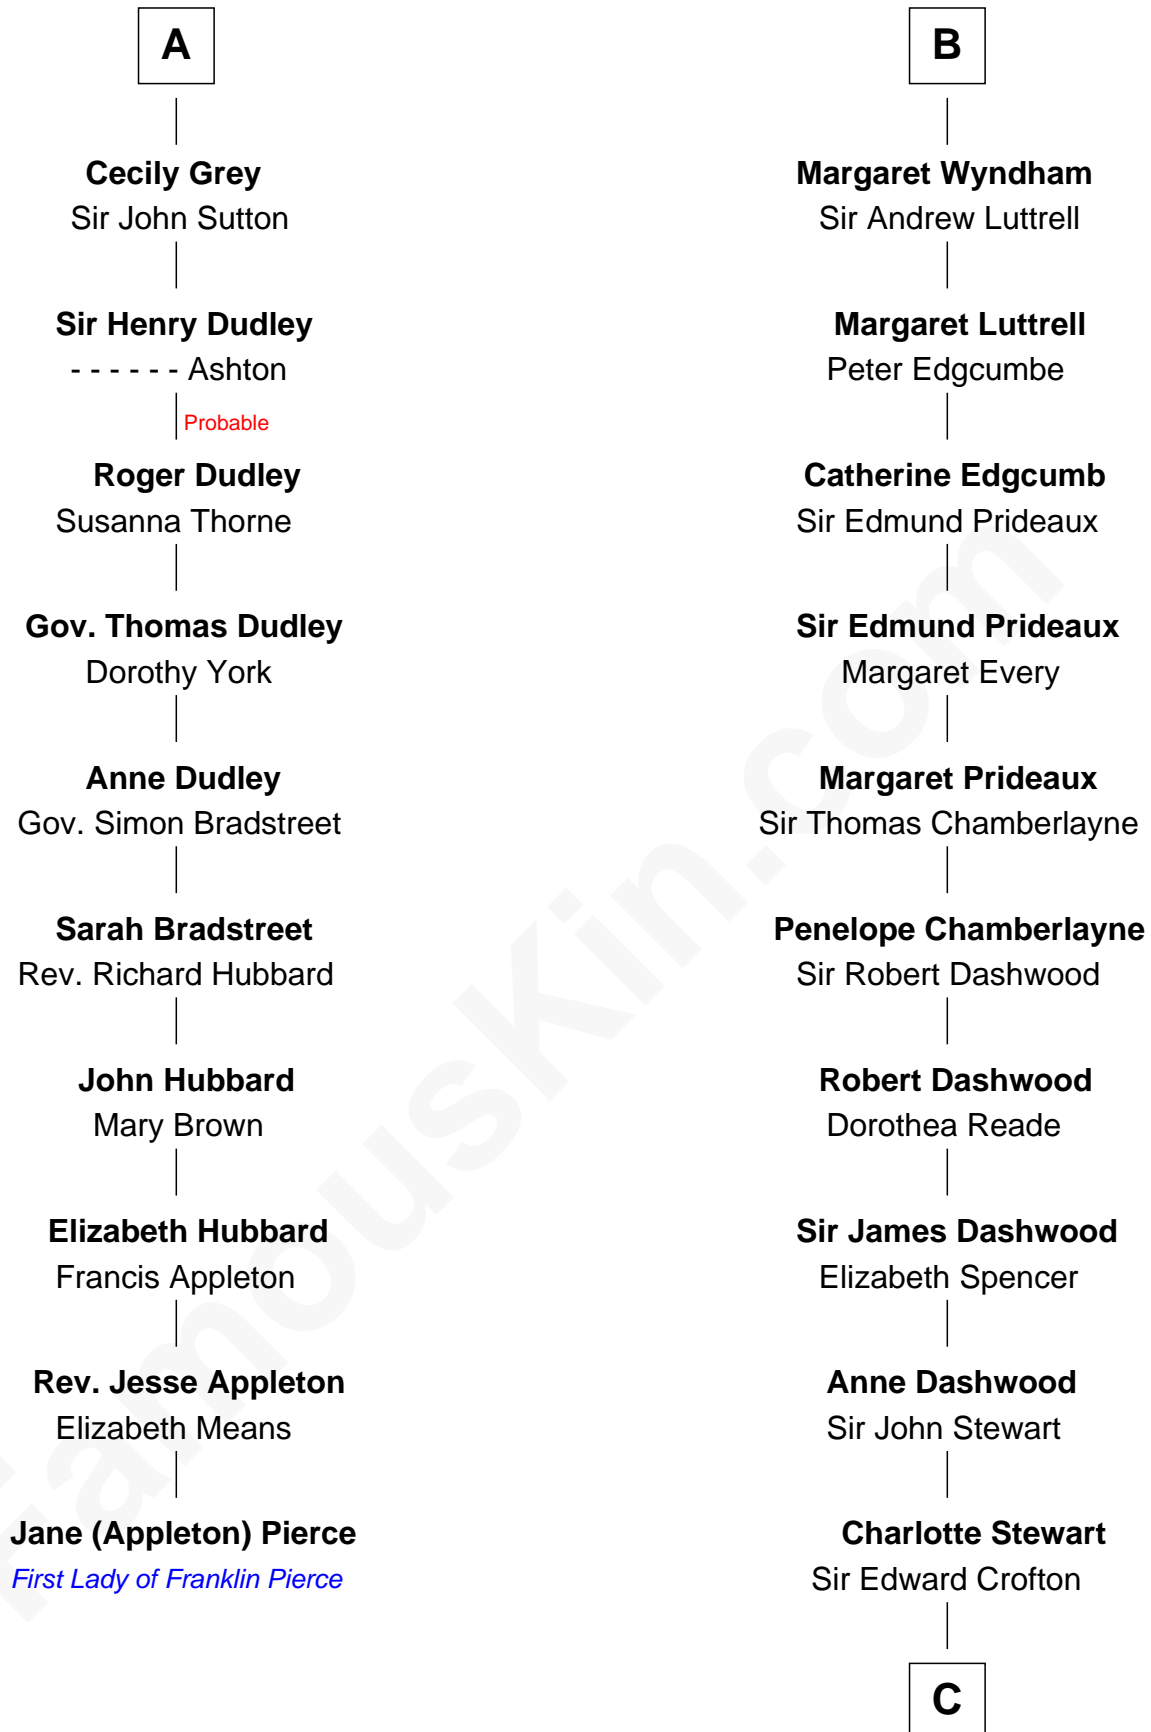 A
Cecily Grey
Sir John Sutton
Sir Henry Dudley
- - - - - - Ashton
Probable
Roger Dudley
Susanna Thorne
Gov. Thomas Dudley
Dorothy York
Anne Dudley
Gov. Simon Bradstreet
Sarah Bradstreet
Rev. Richard Hubbard
John Hubbard
Mary Brown
Elizabeth Hubbard
Francis Appleton
Rev. Jesse Appleton
Elizabeth Means
Jane (Appleton) Pierce
First Lady of Franklin Pierce
B
Margaret Wyndham
Sir Andrew Luttrell
Margaret Luttrell
Peter Edgcumbe
Catherine Edgcumb
Sir Edmund Prideaux
Sir Edmund Prideaux
Margaret Every
Margaret Prideaux
Sir Thomas Chamberlayne
Penelope Chamberlayne
Sir Robert Dashwood
Robert Dashwood
Dorothea Reade
Sir James Dashwood
Elizabeth Spencer
Anne Dashwood
Sir John Stewart
Charlotte Stewart
Sir Edward Crofton
C
FamousKin.com